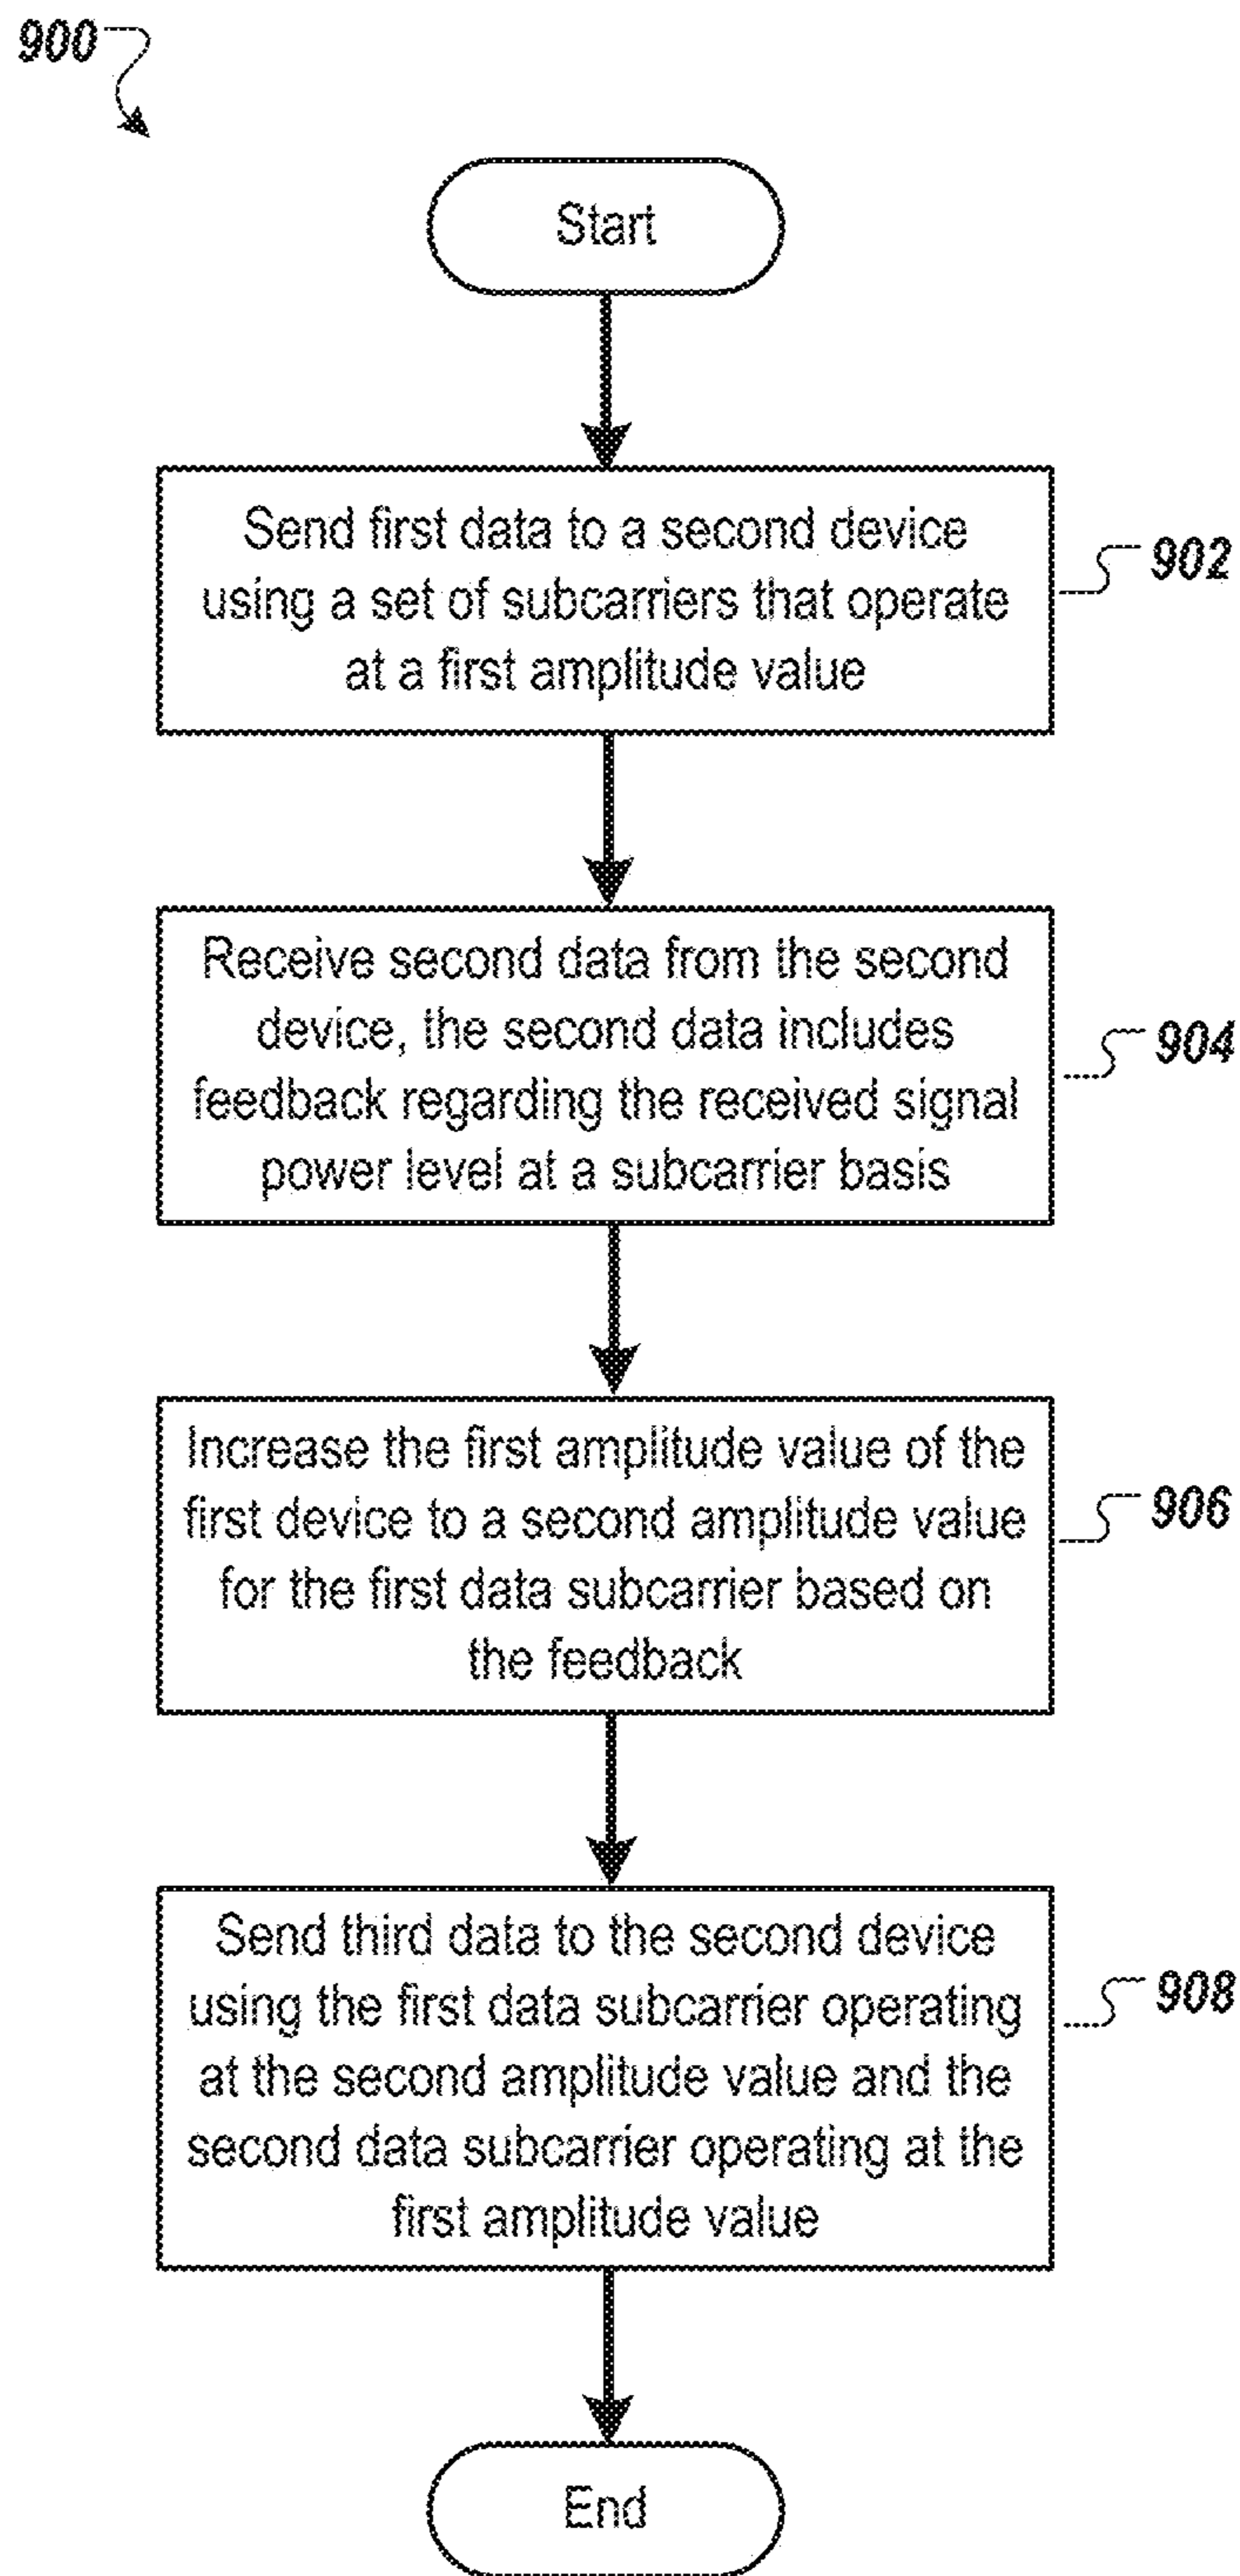 900
Start
Send first data to a second device
using a set of subcarriers that operate
at a first amplitude value
902
Receive second data from the second
device, the second data includes
feedback regarding the received signal
power level at a subcarrier basis
904
Increase the first amplitude value of the
first device to a second amplitude value
for the first data subcarrier based on
the feedback
906
Send third data to the second device
using the first data subcarrier operating
at the second amplitude value and the
second data subcarrier operating at the
first amplitude value
908
End